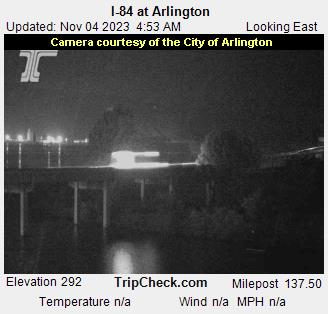 I-84 at Arlington
Updated: Nov 04 2023 4:53 AM Looking East
Camera courtesy of the City of Arlington
Elevation 292 TripCheck.com Milepost 137.50
Temperature n/a Wind n/a MPH n/a